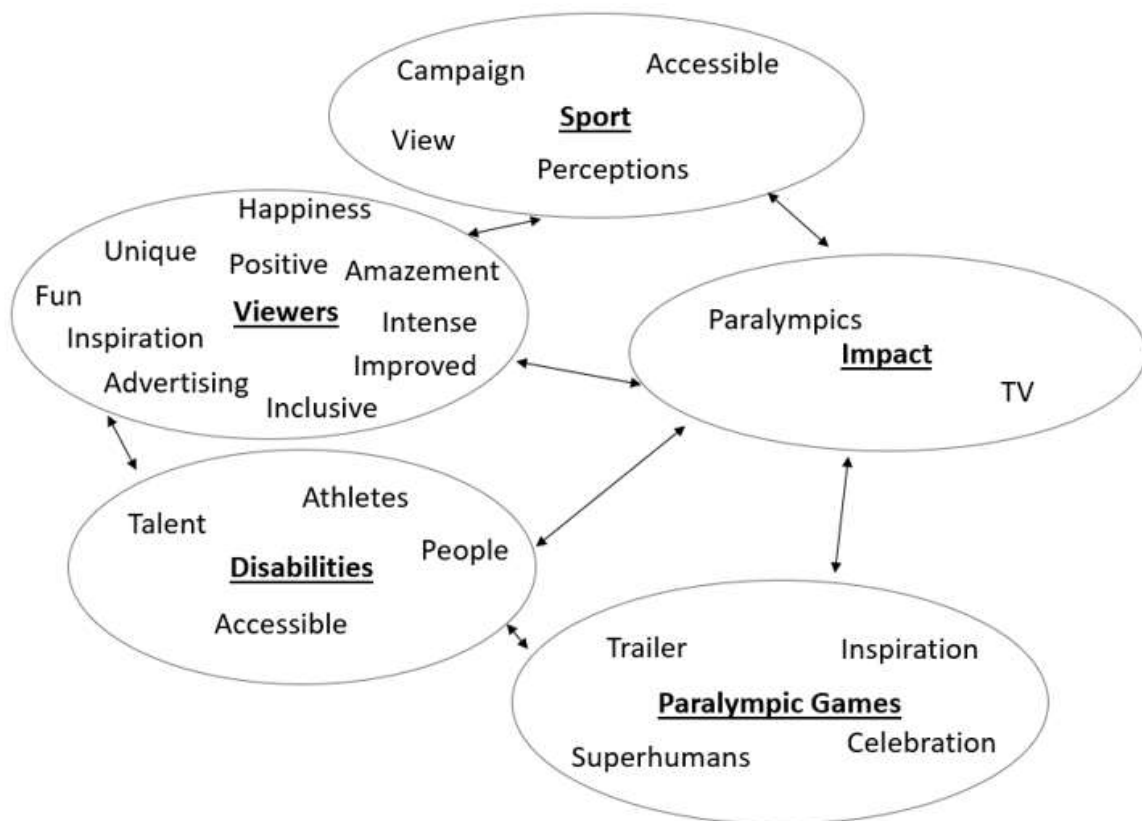 Campaign
Accessible
Sport
View
Perceptions
Happiness
Unique
Positive
Amazement
Fun
Viewers
Intense
Inspiration
Improved
Advertising
Inclusive
Paralympics
Impact
TV
Athletes
Talent
People
Disabilities
Accessible
Trailer
Inspiration
Paralympic Games
Celebration
Superhumans